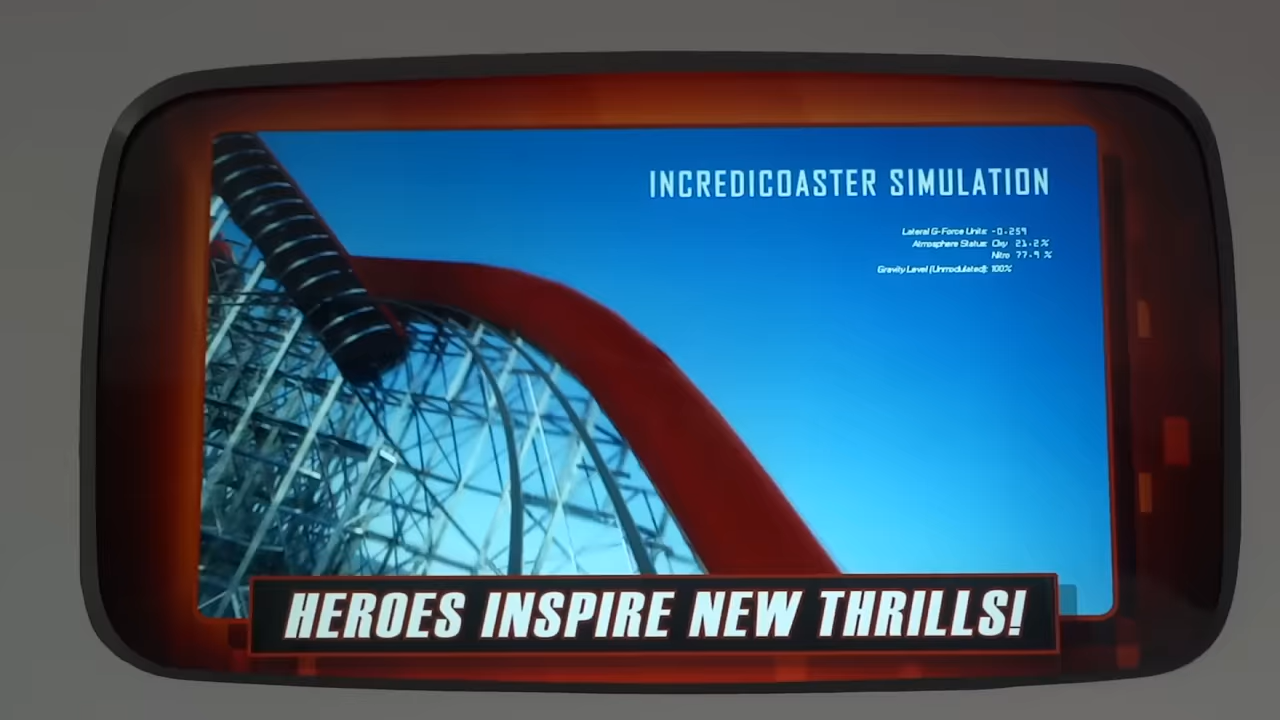 INCREDICOASTER SIMULATION
Lateral G-Force Units: -0.259
Atmosphere Status: Oxy 21.2%
Nitro 77.9 %
Gravity Level (Unmodulated): 100%
HEROES INSPIRE NEW THRILLS!